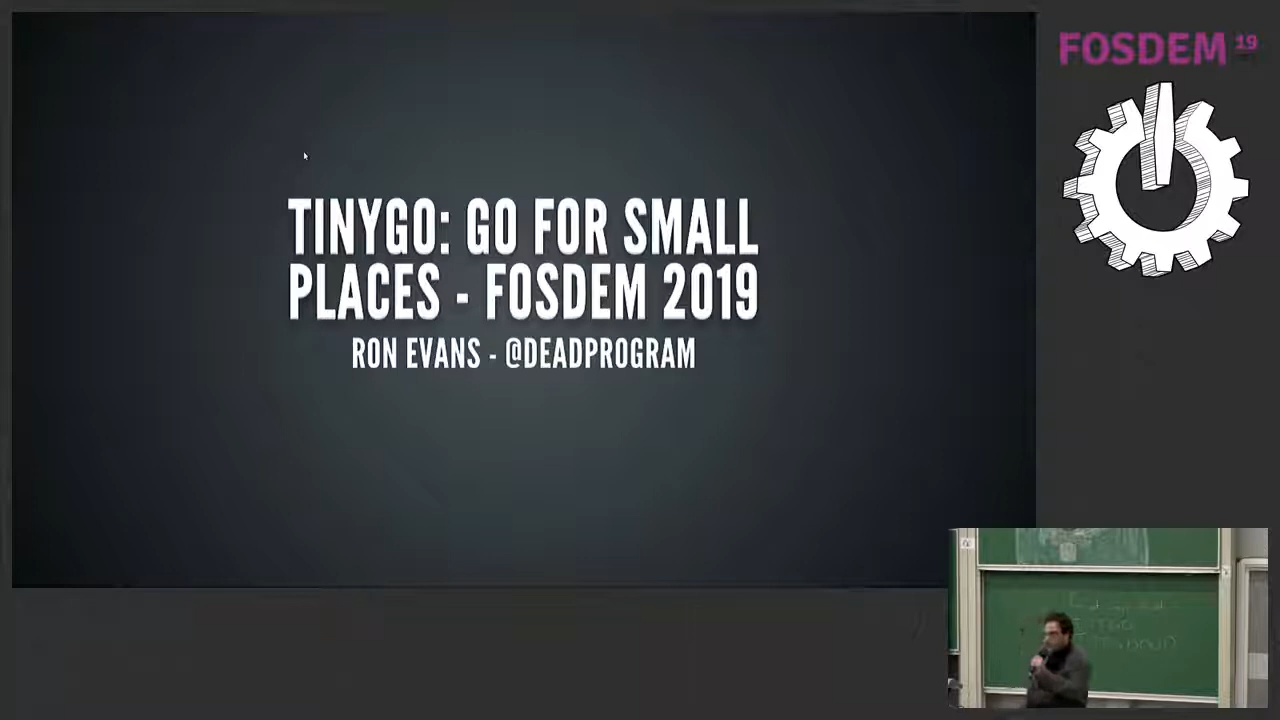 TINYGO: GO FOR SMALL
PLACES - FOSDEM 2019
RON EVANS - @DEADPROGRAM
FOSDEM 19